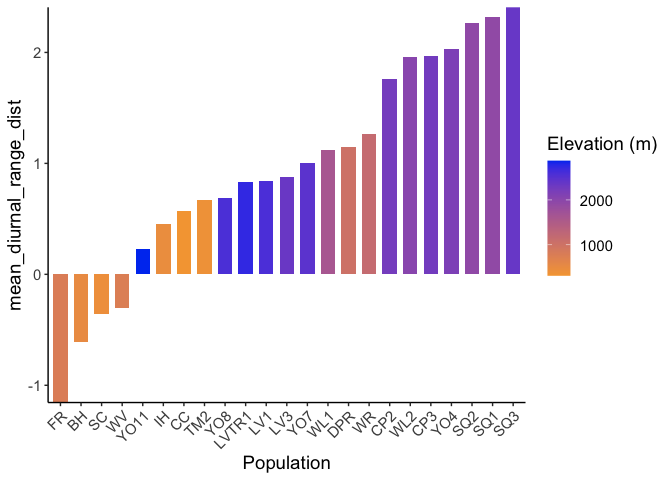 mean_diurnal_range_dist
2
1
0
-1
FR BH SC WV YO11 IH CC TM2 YO8 LVTR1 LV1 LV3 YO7 WL1 DPR WR CP2 WL2 CP3 YO4 SQ2 SQ1 SQ3
Population
Elevation (m)
2000
1000